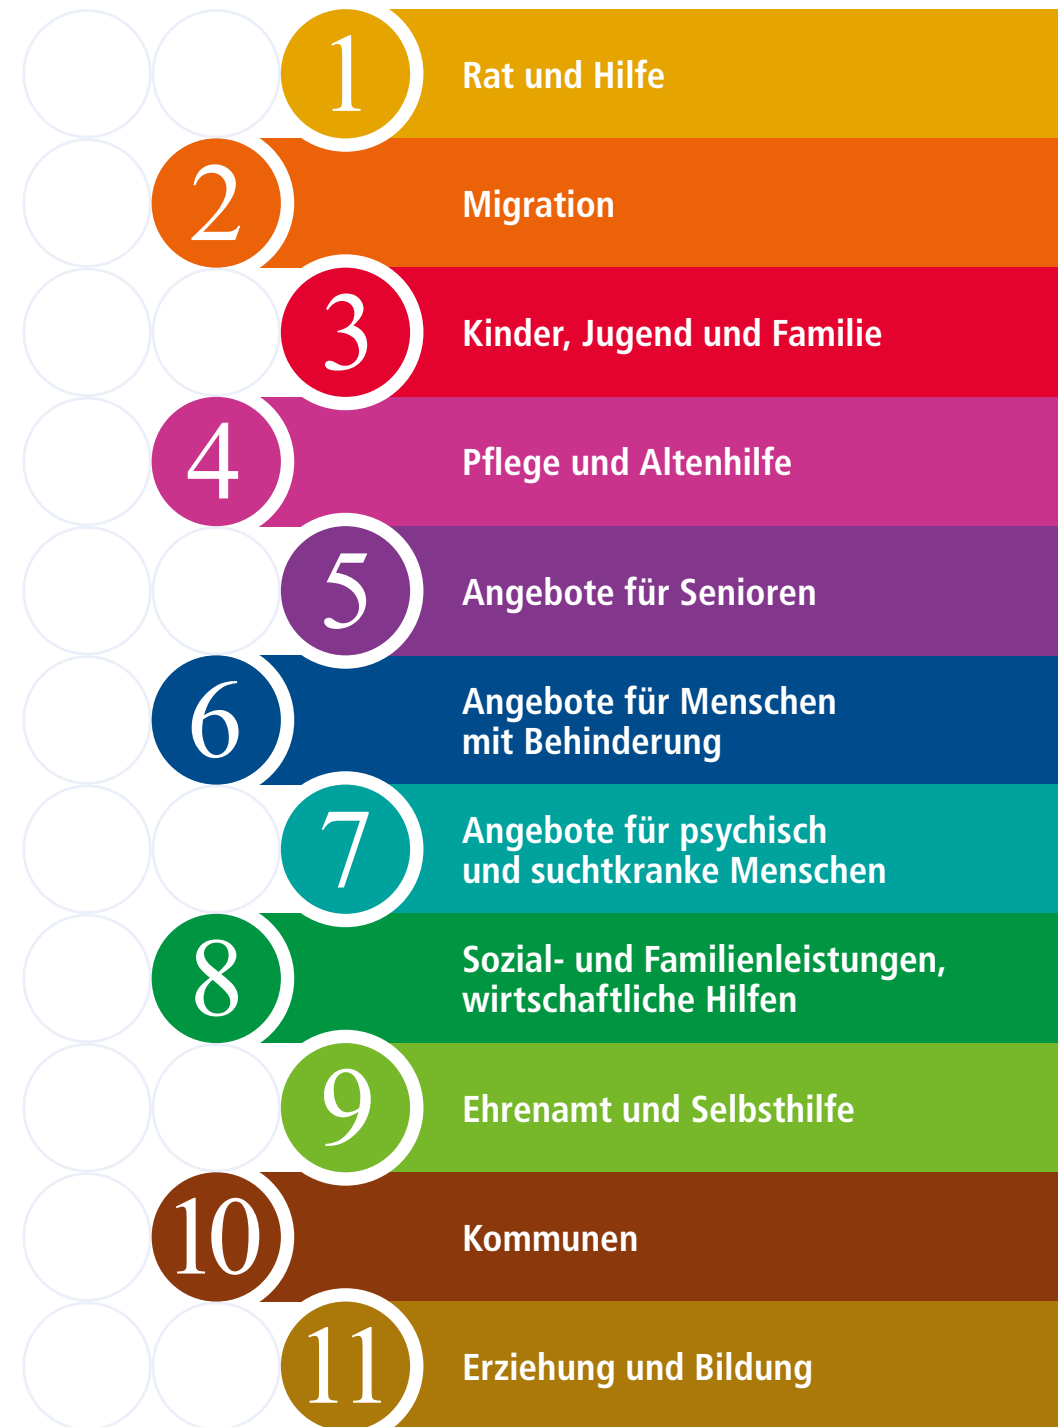 1 Rat und Hilfe
2 Migration
3 Kinder, Jugend und Familie
4 Pflege und Altenhilfe
5 Angebote für Senioren
6 Angebote für Menschen
mit Behinderung
7 Angebote für psychisch
und suchtkranke Menschen
8 Sozial- und Familienleistungen,
wirtschaftliche Hilfen
9 Ehrenamt und Selbsthilfe
10 Kommunen
11 Erziehung und Bildung